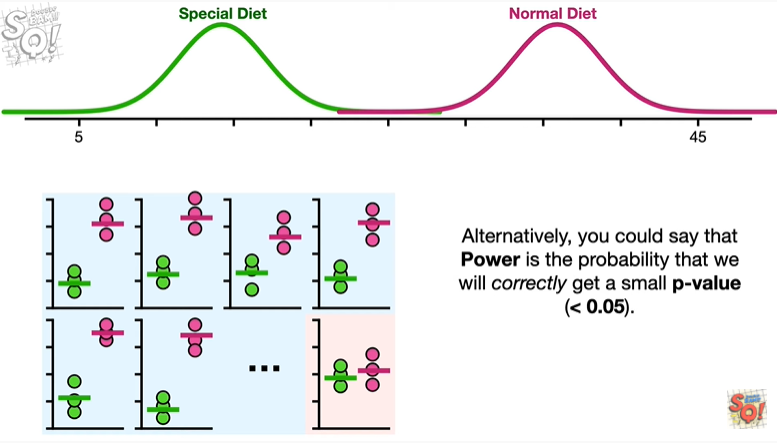 Special Diet
Normal Diet
5
45
Alternatively, you could say that
Power is the probability that we
will correctly get a small p-value
(< 0.05).
...
SQ!